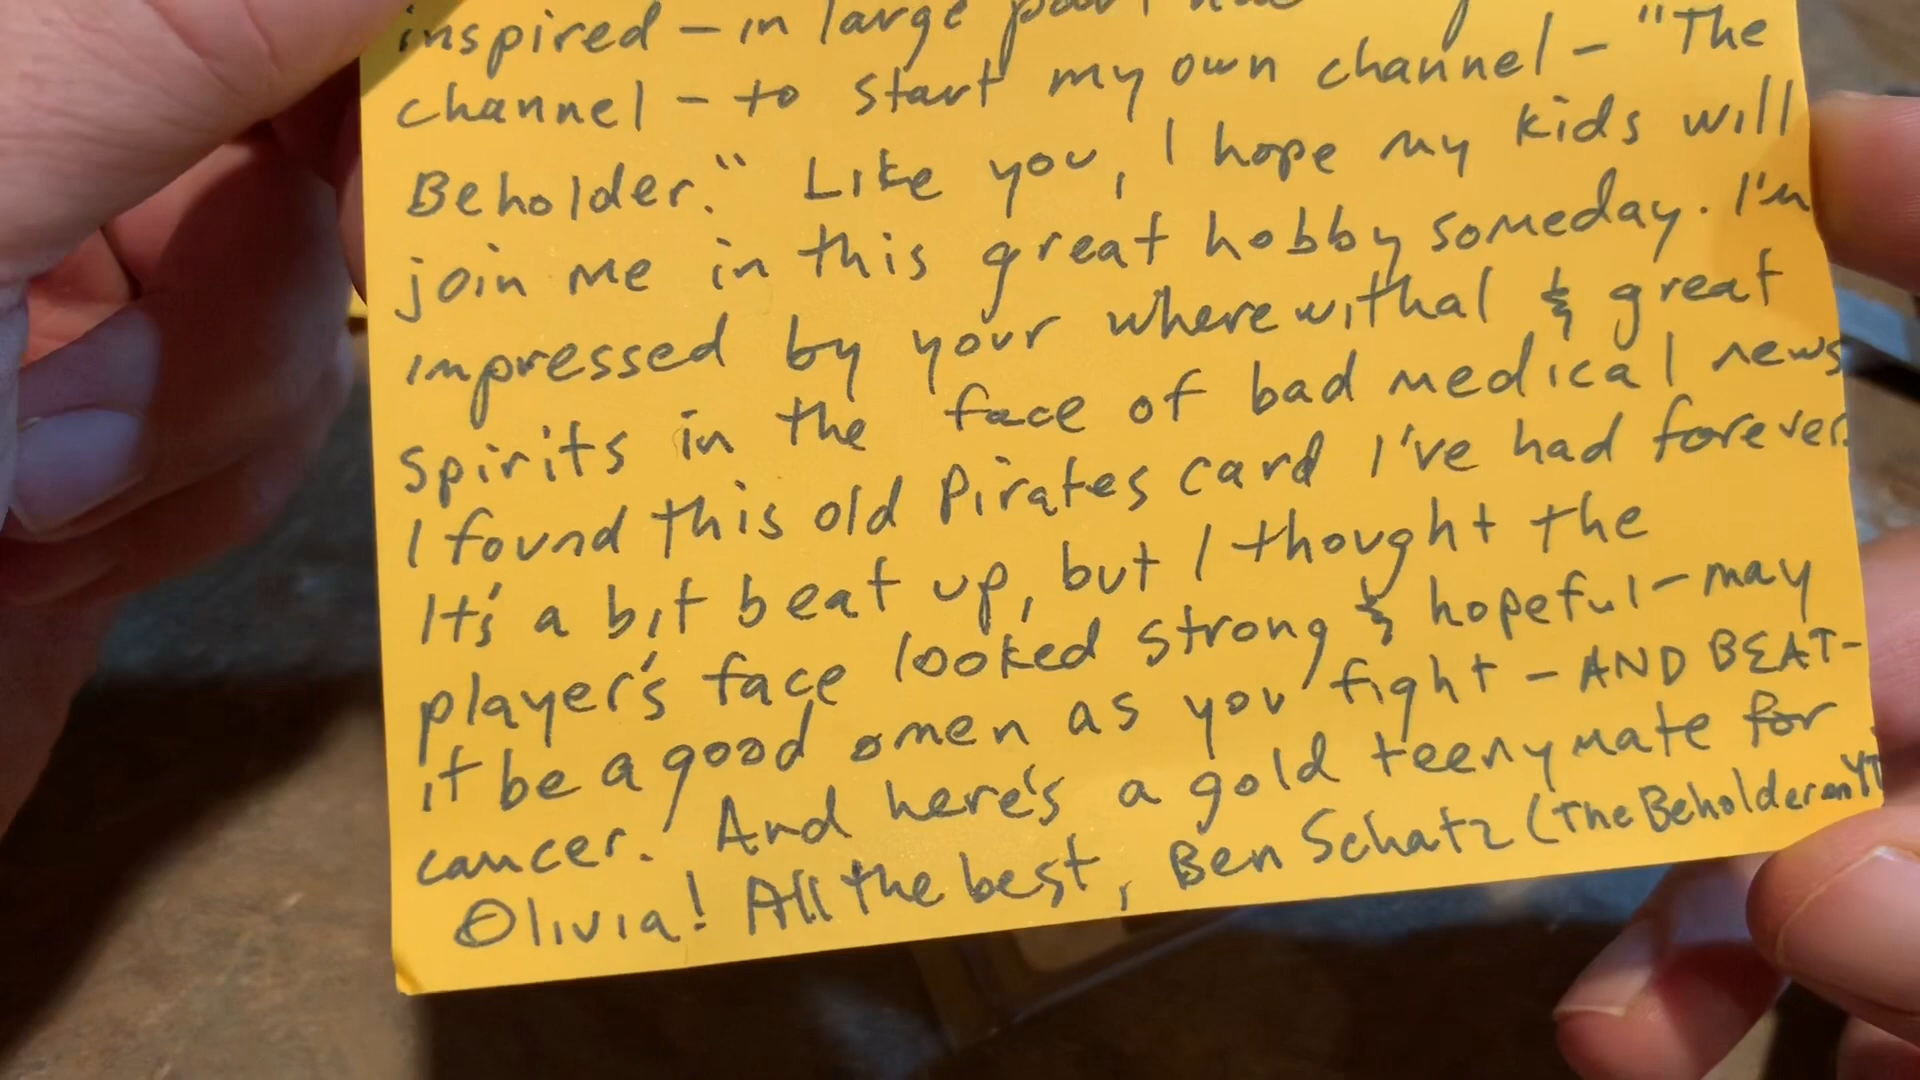 inspired – in large part
channel – to start my own channel – "The
Beholder." Like you, I hope my kids will
join me in this great hobby someday. I'm
impressed by your wherewithal & great
spirits in the face of bad medical news
I found this old Pirates card I've had forever.
It's a bit beat up, but I thought the
player's face looked strong & hopeful – may
it be a good omen as you fight – AND BEAT –
cancer. And here's a gold teenymate for
Olivia! All the best, Ben Schatz (The Beholder on YT